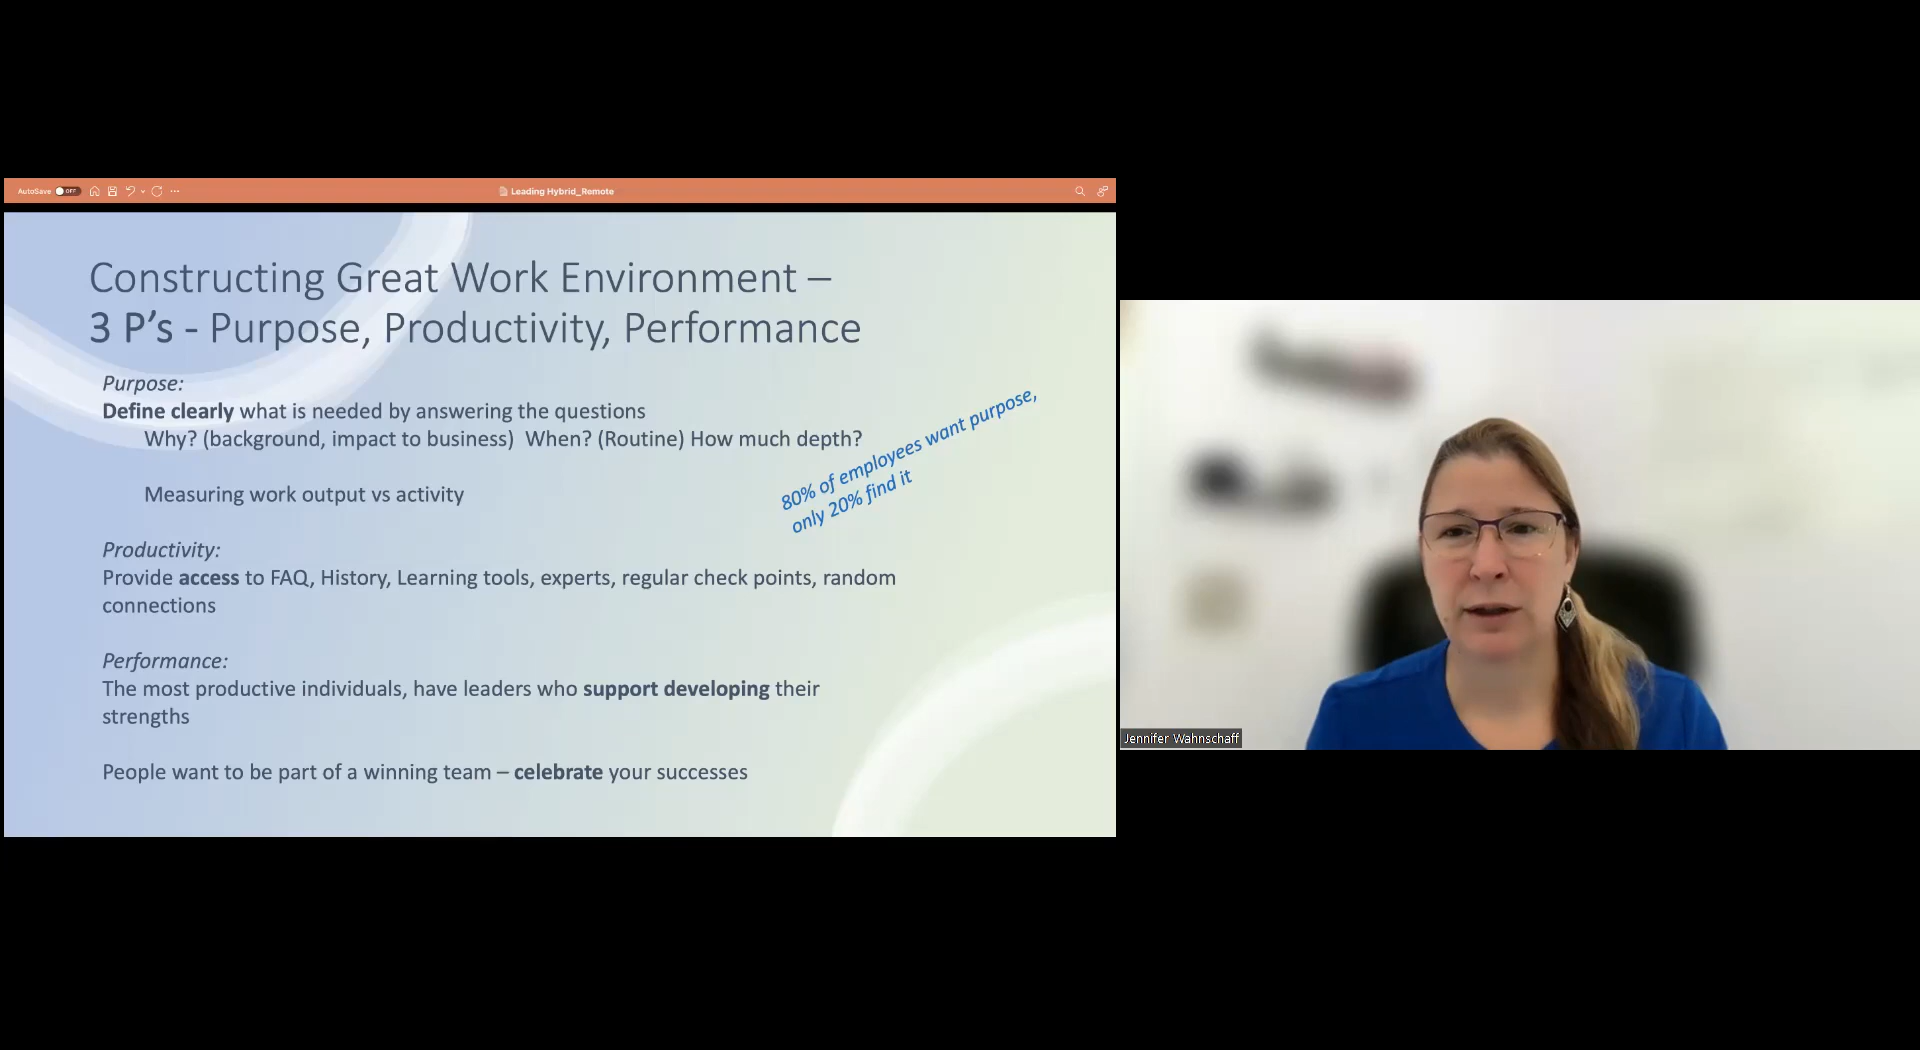 AutoSave OFF
Leading Hybrid_Remote
Constructing Great Work Environment –
3 P's - Purpose, Productivity, Performance
Purpose:
Define clearly what is needed by answering the questions
Why? (background, impact to business)  When? (Routine) How much depth?
80% of employees want purpose,
only 20% find it
Measuring work output vs activity
Productivity:
Provide access to FAQ, History, Learning tools, experts, regular check points, random
connections
Performance:
The most productive individuals, have leaders who support developing their
strengths
People want to be part of a winning team – celebrate your successes
Jennifer Wahnschaff